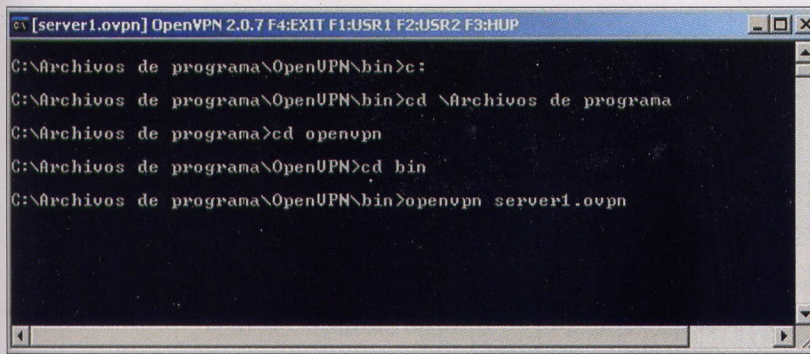 [server1.ovpn] OpenVPN 2.0.7 F4:EXIT F1:USR1 F2:USR2 F3:HUP
C:\Archivos de programa\OpenVPN\bin>c:
C:\Archivos de programa\OpenVPN\bin>cd \Archivos de programa
C:\Archivos de programa>cd openvpn
C:\Archivos de programa\OpenVPN>cd bin
C:\Archivos de programa\OpenVPN\bin>openvpn server1.ovpn